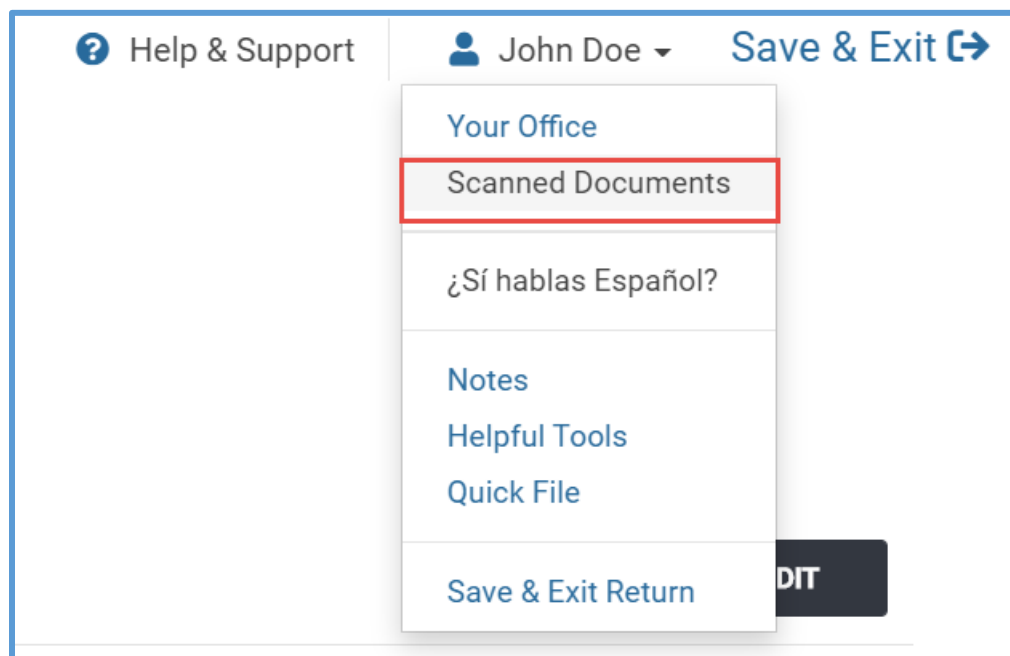 Help & Support John Doe Save & Exit
Your Office
Scanned Documents
¿Sí hablas Español?
Notes
Helpful Tools
Quick File
DIT
Save & Exit Return